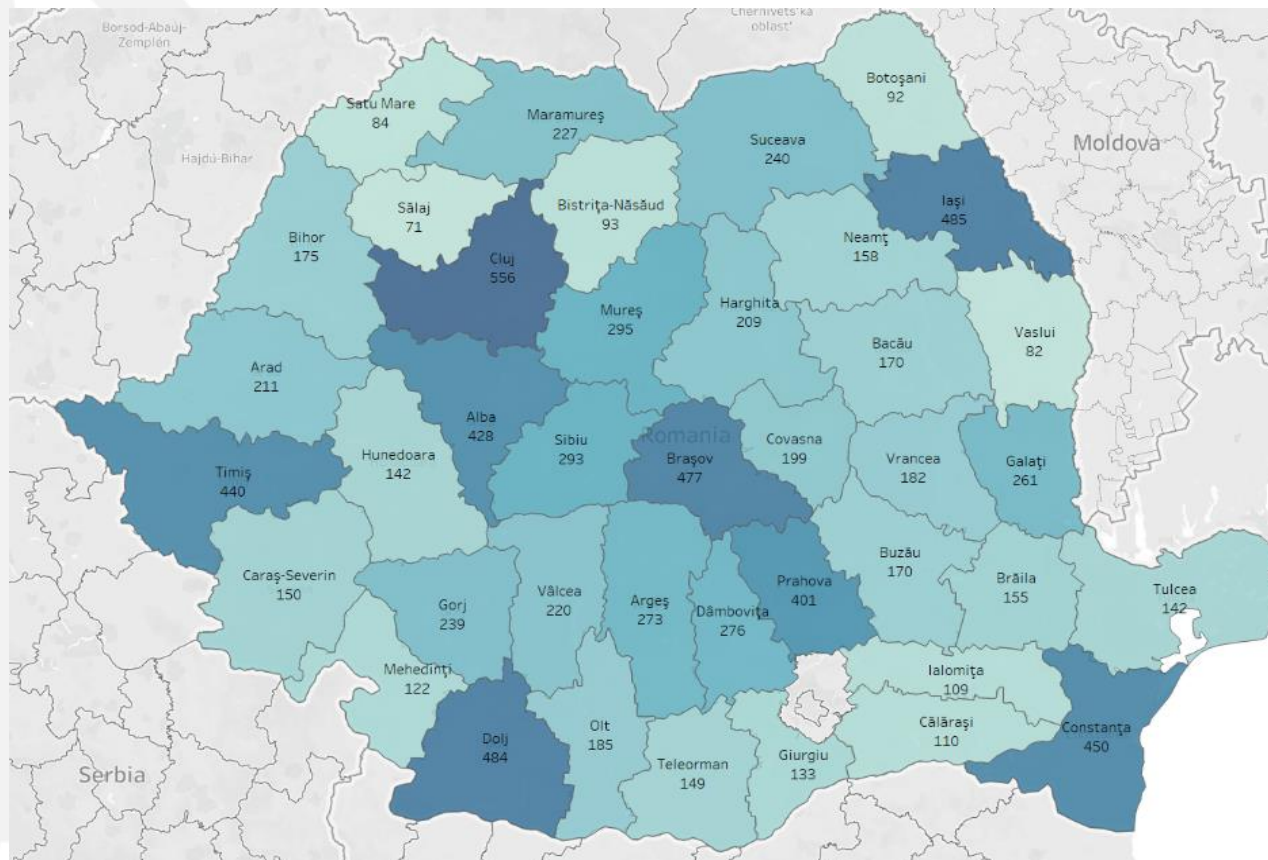 Borsod-Abaúj-
Zemplén
Chernivets'ka
oblast'
Botoşani
92
Satu Mare
84
Maramureş
227
Suceava
240
Moldova
Hajdú-Bihar
Iaşi
485
Sălaj
71
Bistriţa-Năsăud
93
Bihor
175
Neamţ
158
Cluj
556
Mureş
295
Harghita
209
Bacău
170
Vaslui
82
Arad
211
Alba
428
Sibiu
293
Romania
Braşov
477
Covasna
199
Vrancea
182
Galaţi
261
Hunedoara
142
Timiş
440
Caraş-Severin
150
Gorj
239
Vâlcea
220
Argeş
273
Dâmboviţa
276
Prahova
401
Buzău
170
Brăila
155
Tulcea
142
Mehedinţi
122
Ialomiţa
109
Călăraşi
110
Constanţa
450
Dolj
484
Olt
185
Teleorman
149
Giurgiu
133
Serbia